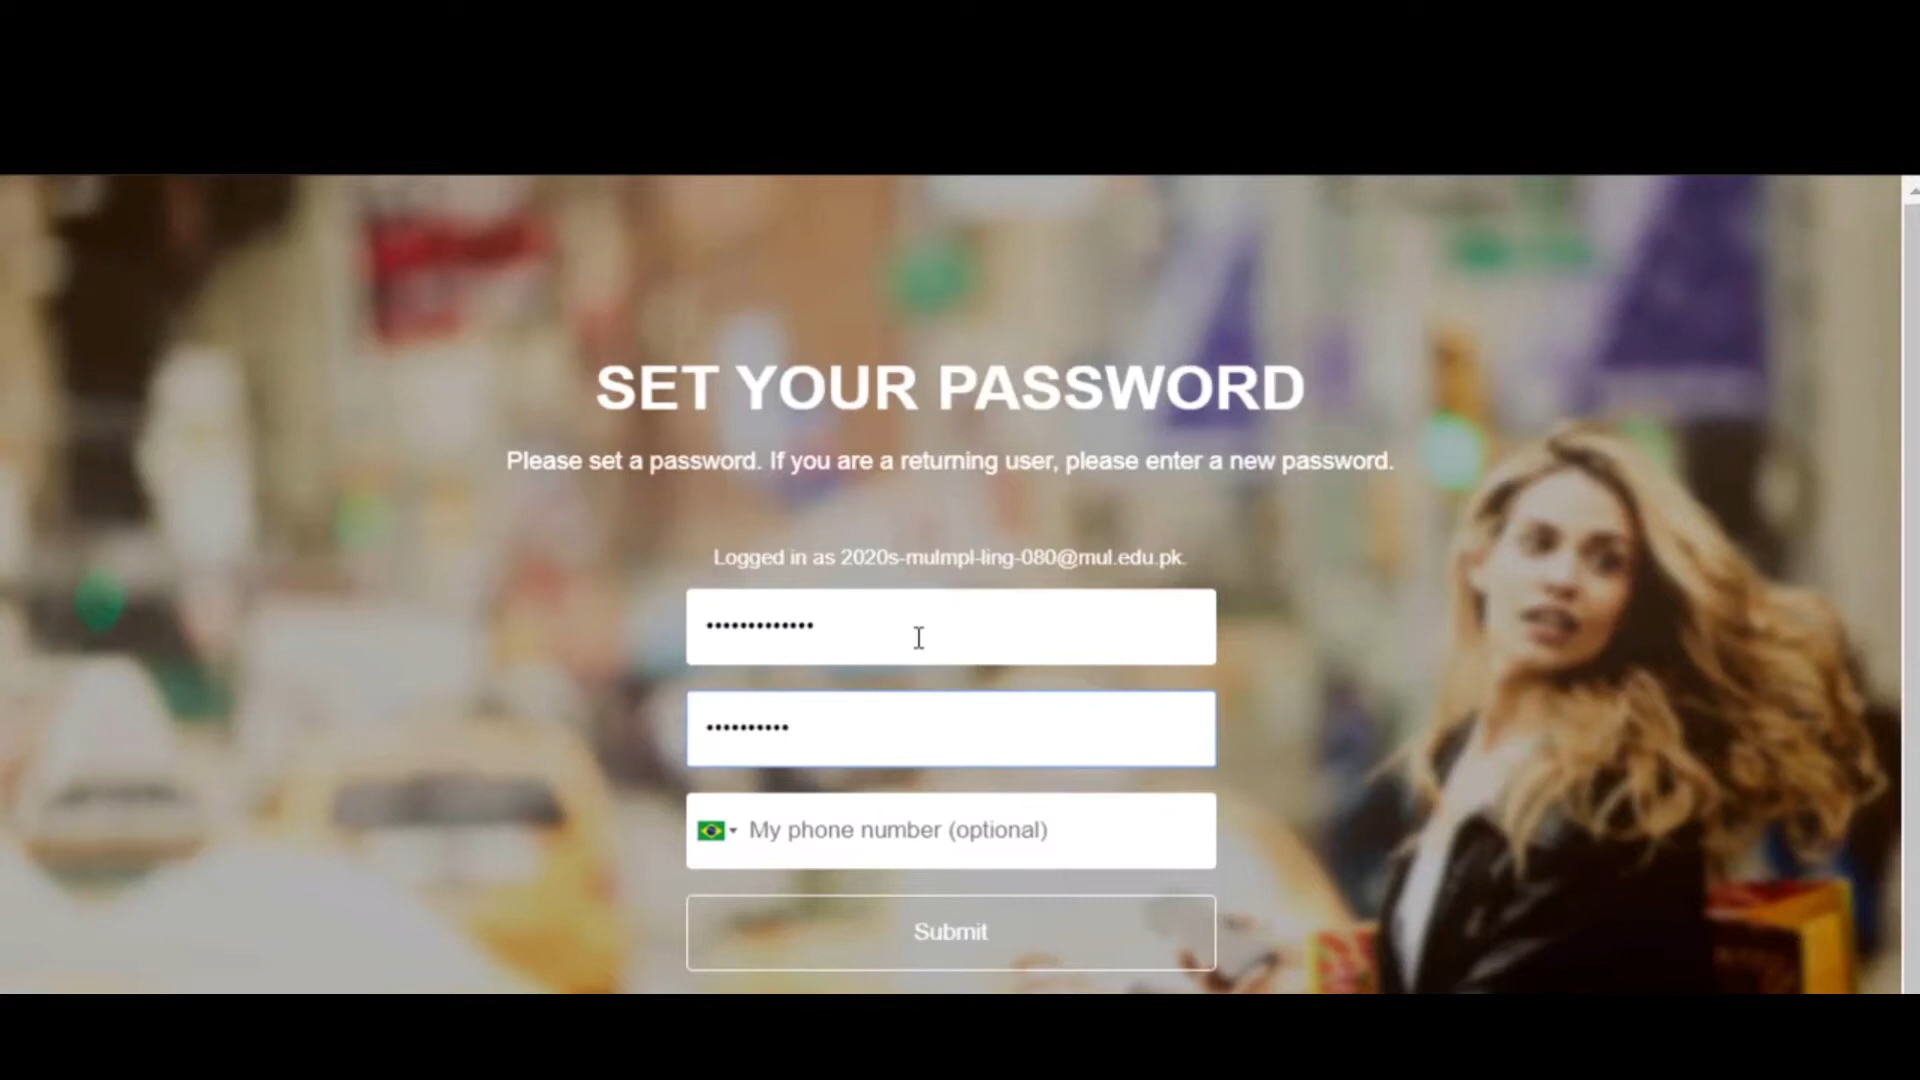 SET YOUR PASSWORD
Please set a password. If you are a returning user, please enter a new password.
Logged in as 2020s-mulmpl-ling-080@mul.edu.pk.
•••••••••••••
••••••••••
My phone number (optional)
Submit